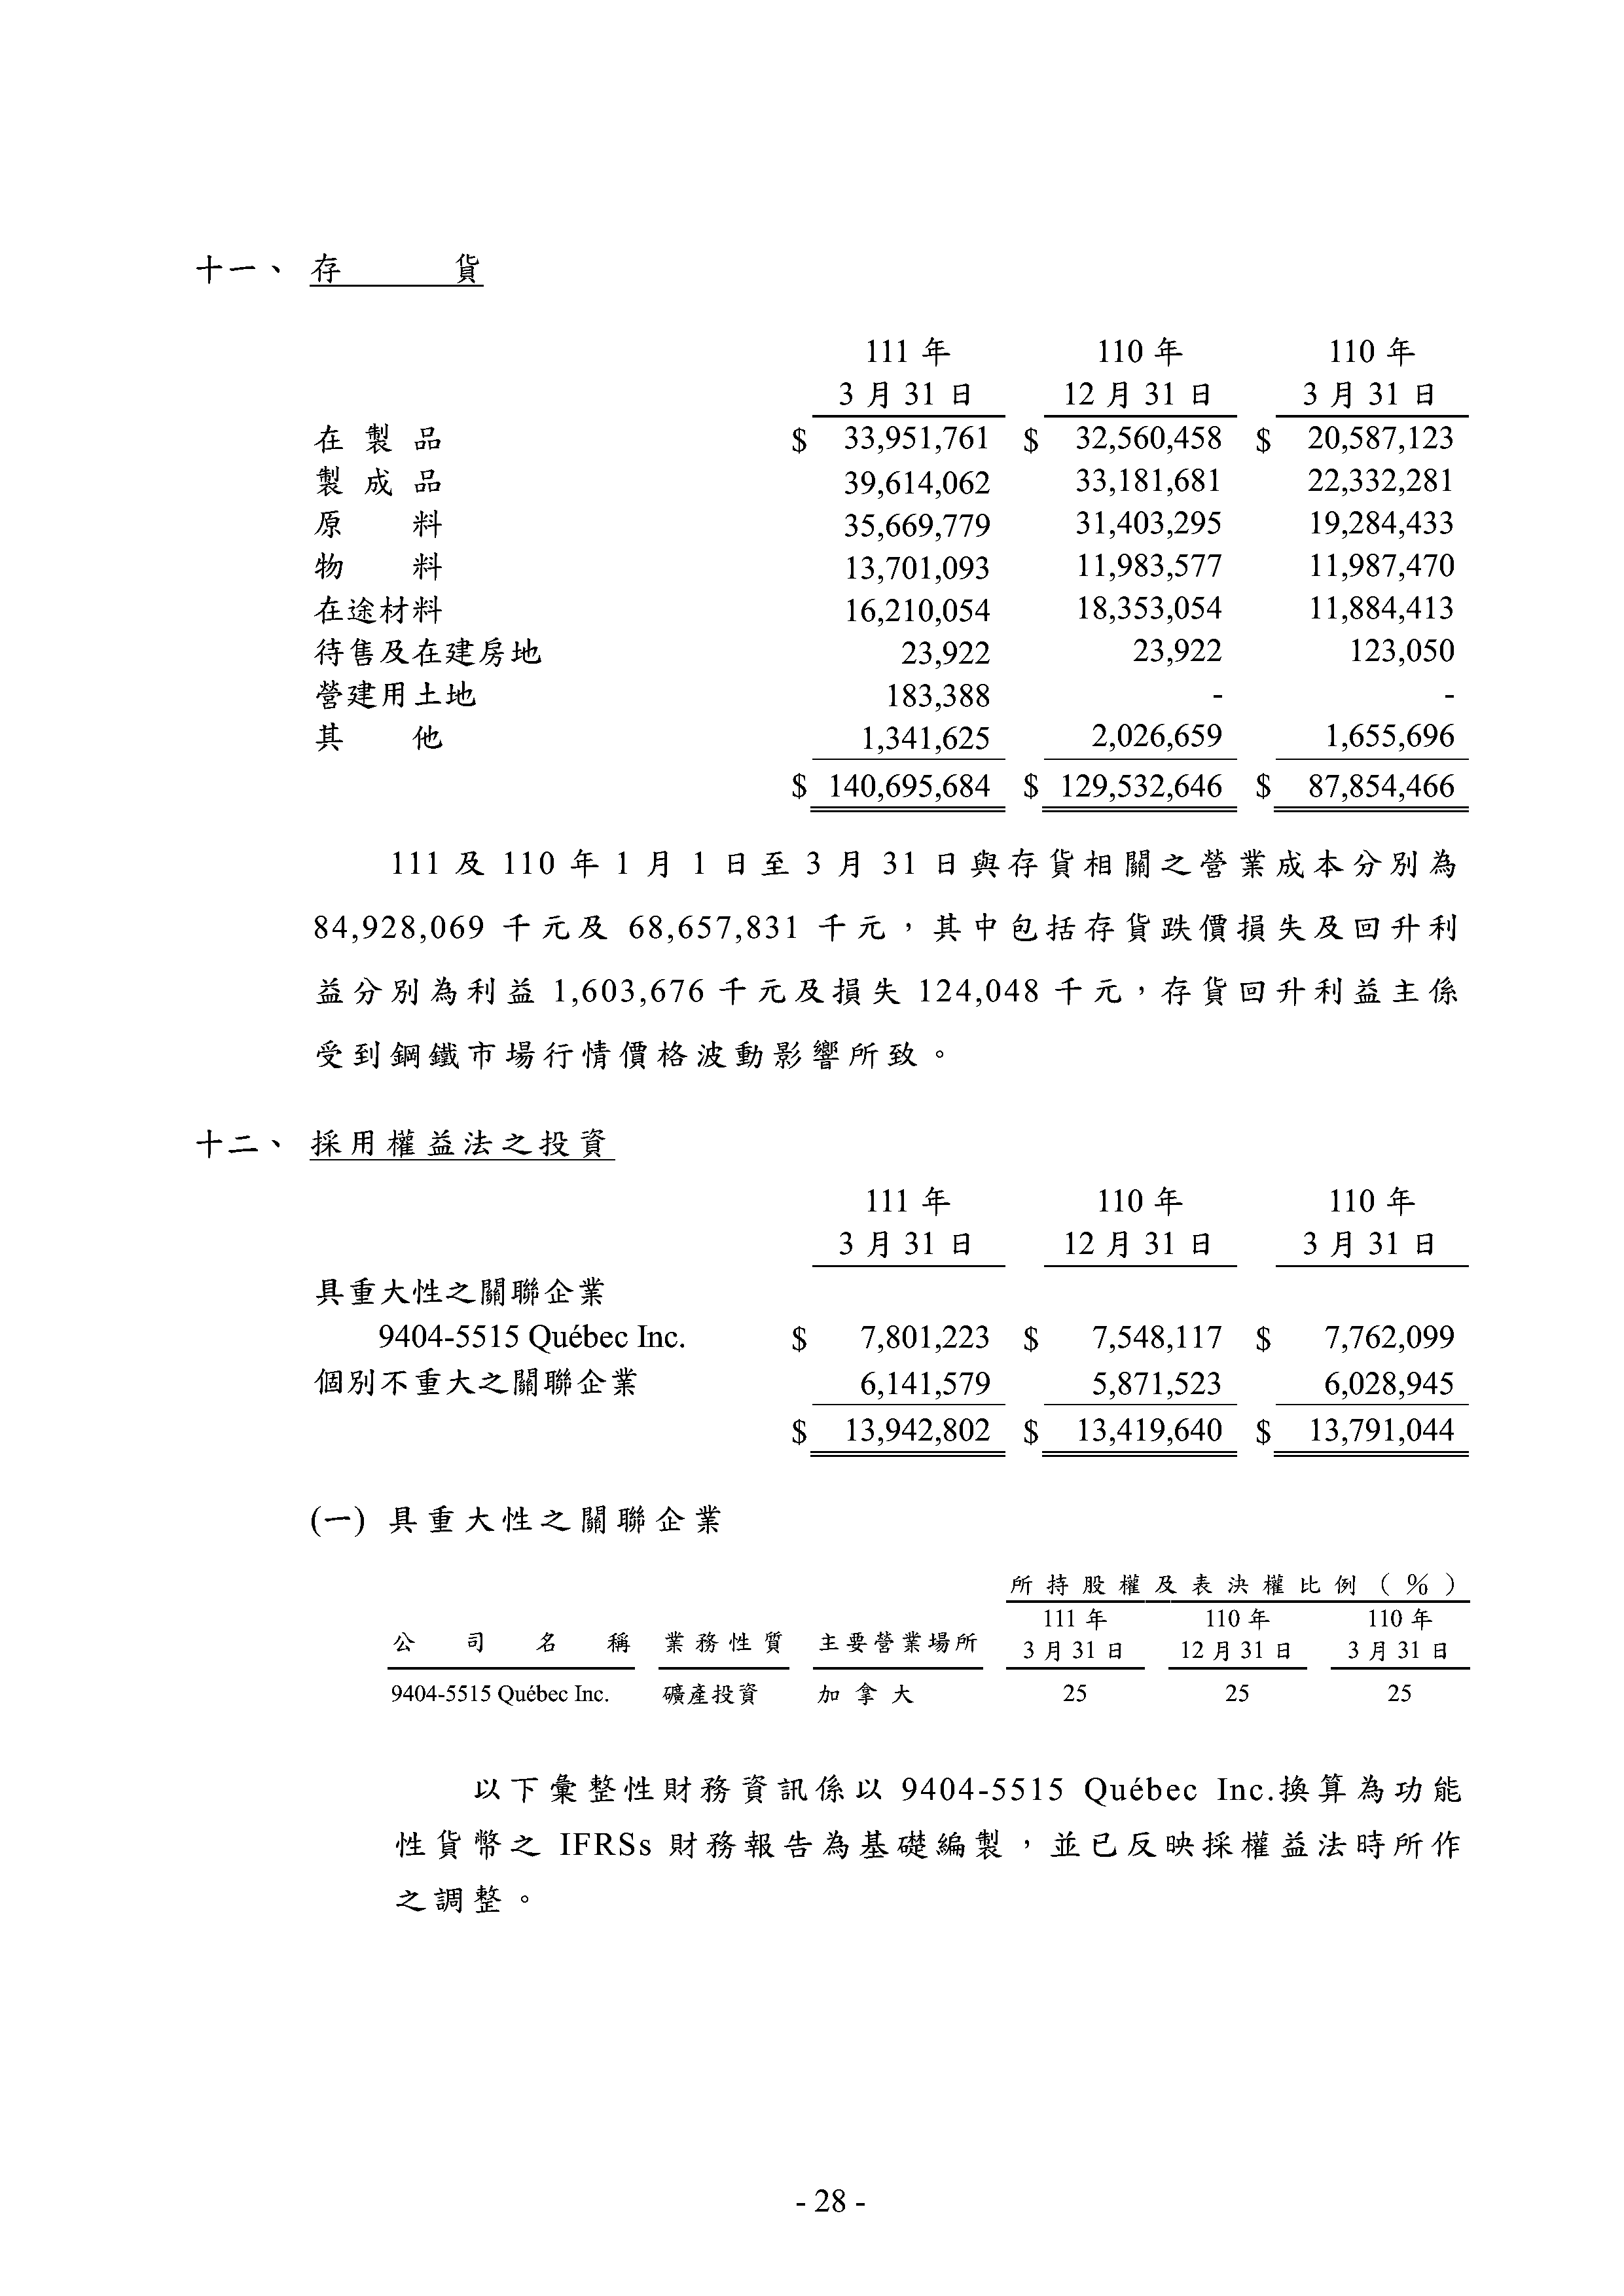 十一、 存 貨
111 年 110 年 110 年
3 月 31 日 12 月 31 日 3 月 31 日
在製品 $ 33,951,761 $ 32,560,458 $ 20,587,123
製成品 39,614,062 33,181,681 22,332,281
原 料 35,669,779 31,403,295 19,284,433
物 料 13,701,093 11,983,577 11,987,470
在途材料 16,210,054 18,353,054 11,884,413
待售及在建房地 23,922 23,922 123,050
營建用土地 183,388 - -
其 他 1,341,625 2,026,659 1,655,696
$ 140,695,684 $ 129,532,646 $ 87,854,466
111 及 110 年 1 月 1 日至 3 月 31 日與存貨相關之營業成本分別為
84,928,069 千元及 68,657,831 千元，其中包括存貨跌價損失及回升利
益分別為利益 1,603,676 千元及損失 124,048 千元，存貨回升利益主係
受到鋼鐵市場行情價格波動影響所致。
十二、 採用權益法之投資
111 年 110 年 110 年
3 月 31 日 12 月 31 日 3 月 31 日
具重大性之關聯企業
9404-5515 Québec Inc. $ 7,801,223 $ 7,548,117 $ 7,762,099
個別不重大之關聯企業 6,141,579 5,871,523 6,028,945
$ 13,942,802 $ 13,419,640 $ 13,791,044
(一) 具重大性之關聯企業
所持股權及表決權比例（％）
111 年 110 年 110 年
公司名稱 業務性質 主要營業場所 3 月 31 日 12 月 31 日 3 月 31 日
9404-5515 Québec Inc. 礦產投資 加拿大 25 25 25
以下彙整性財務資訊係以 9404-5515 Québec Inc.換算為功能
性貨幣之 IFRSs 財務報告為基礎編製，並已反映採權益法時所作
之調整。
- 28 -